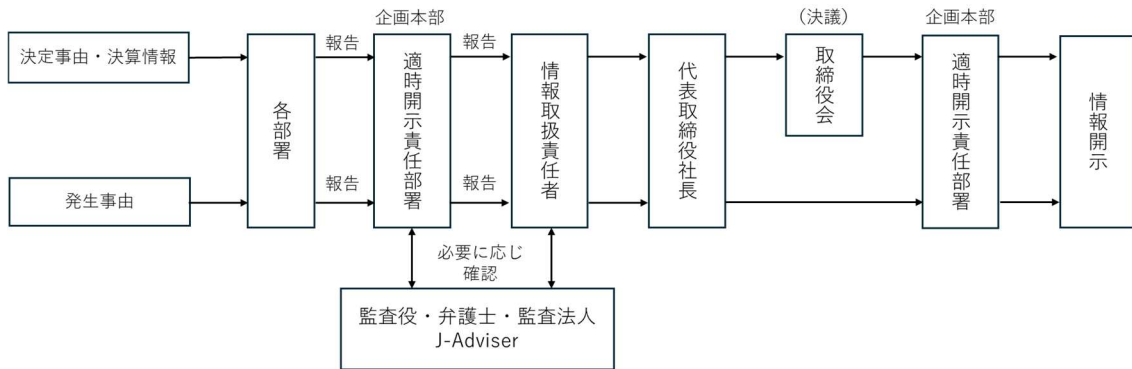 企画本部
(決議)
企画本部
決定事由・決算情報
報告
報告
各部署
適時開示責任部署
情報取扱責任者
代表取締役社長
取締役会
適時開示責任部署
情報開示
発生事由
報告
報告
必要に応じ
確認
監査役・弁護士・監査法人
J-Adviser